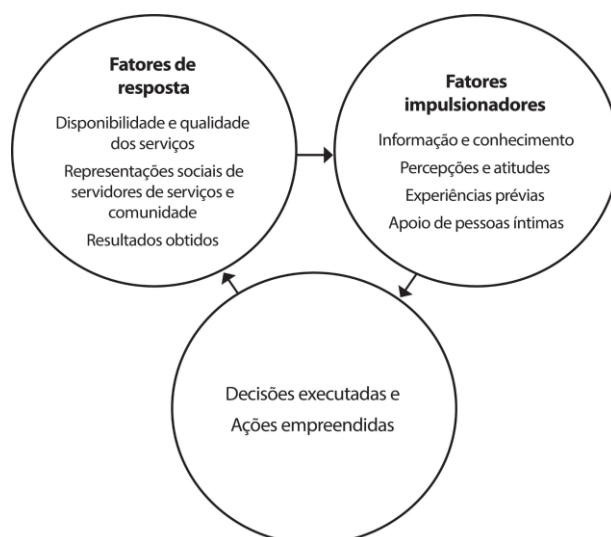 Fatores de
resposta
Disponibilidade e qualidade
dos serviços
Representações sociais de
servidores de serviços e
comunidade
Resultados obtidos
Fatores
impulsionadores
Informação e conhecimento
Percepções e atitudes
Experiências prévias
Apoio de pessoas íntimas
Decisões executadas e
Ações empreendidas